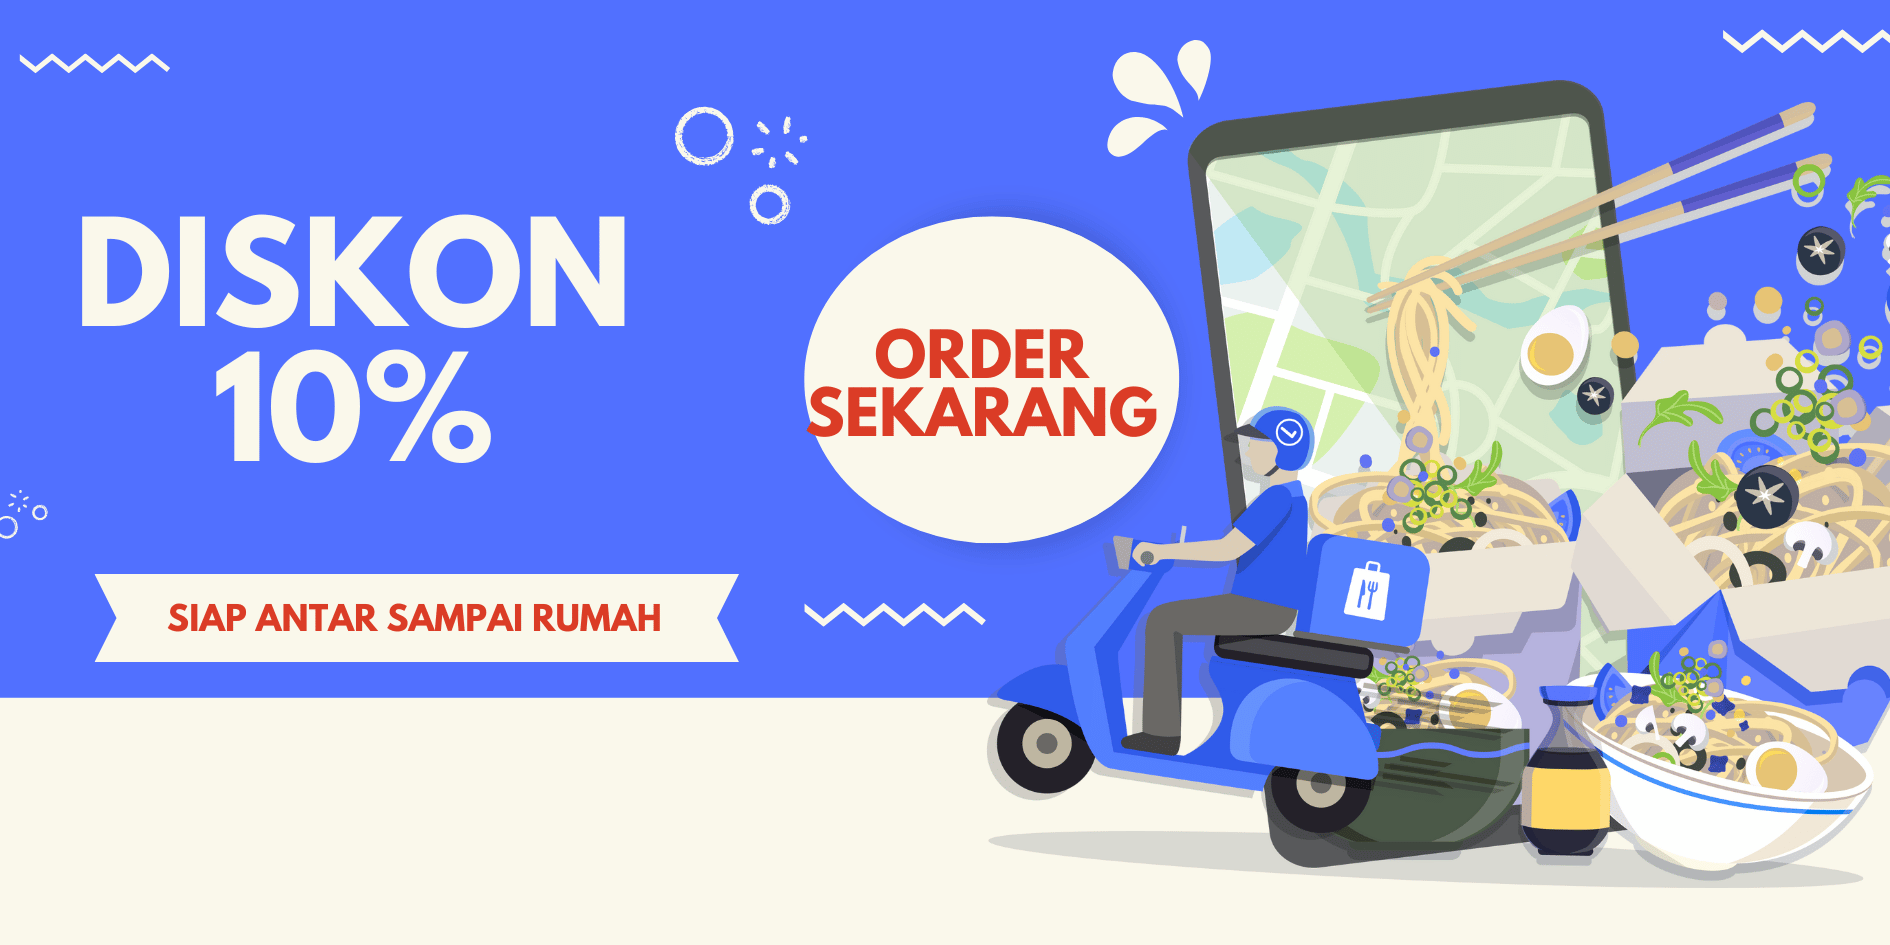 DISKON
10%
ORDER
SEKARANG
SIAP ANTAR SAMPAI RUMAH